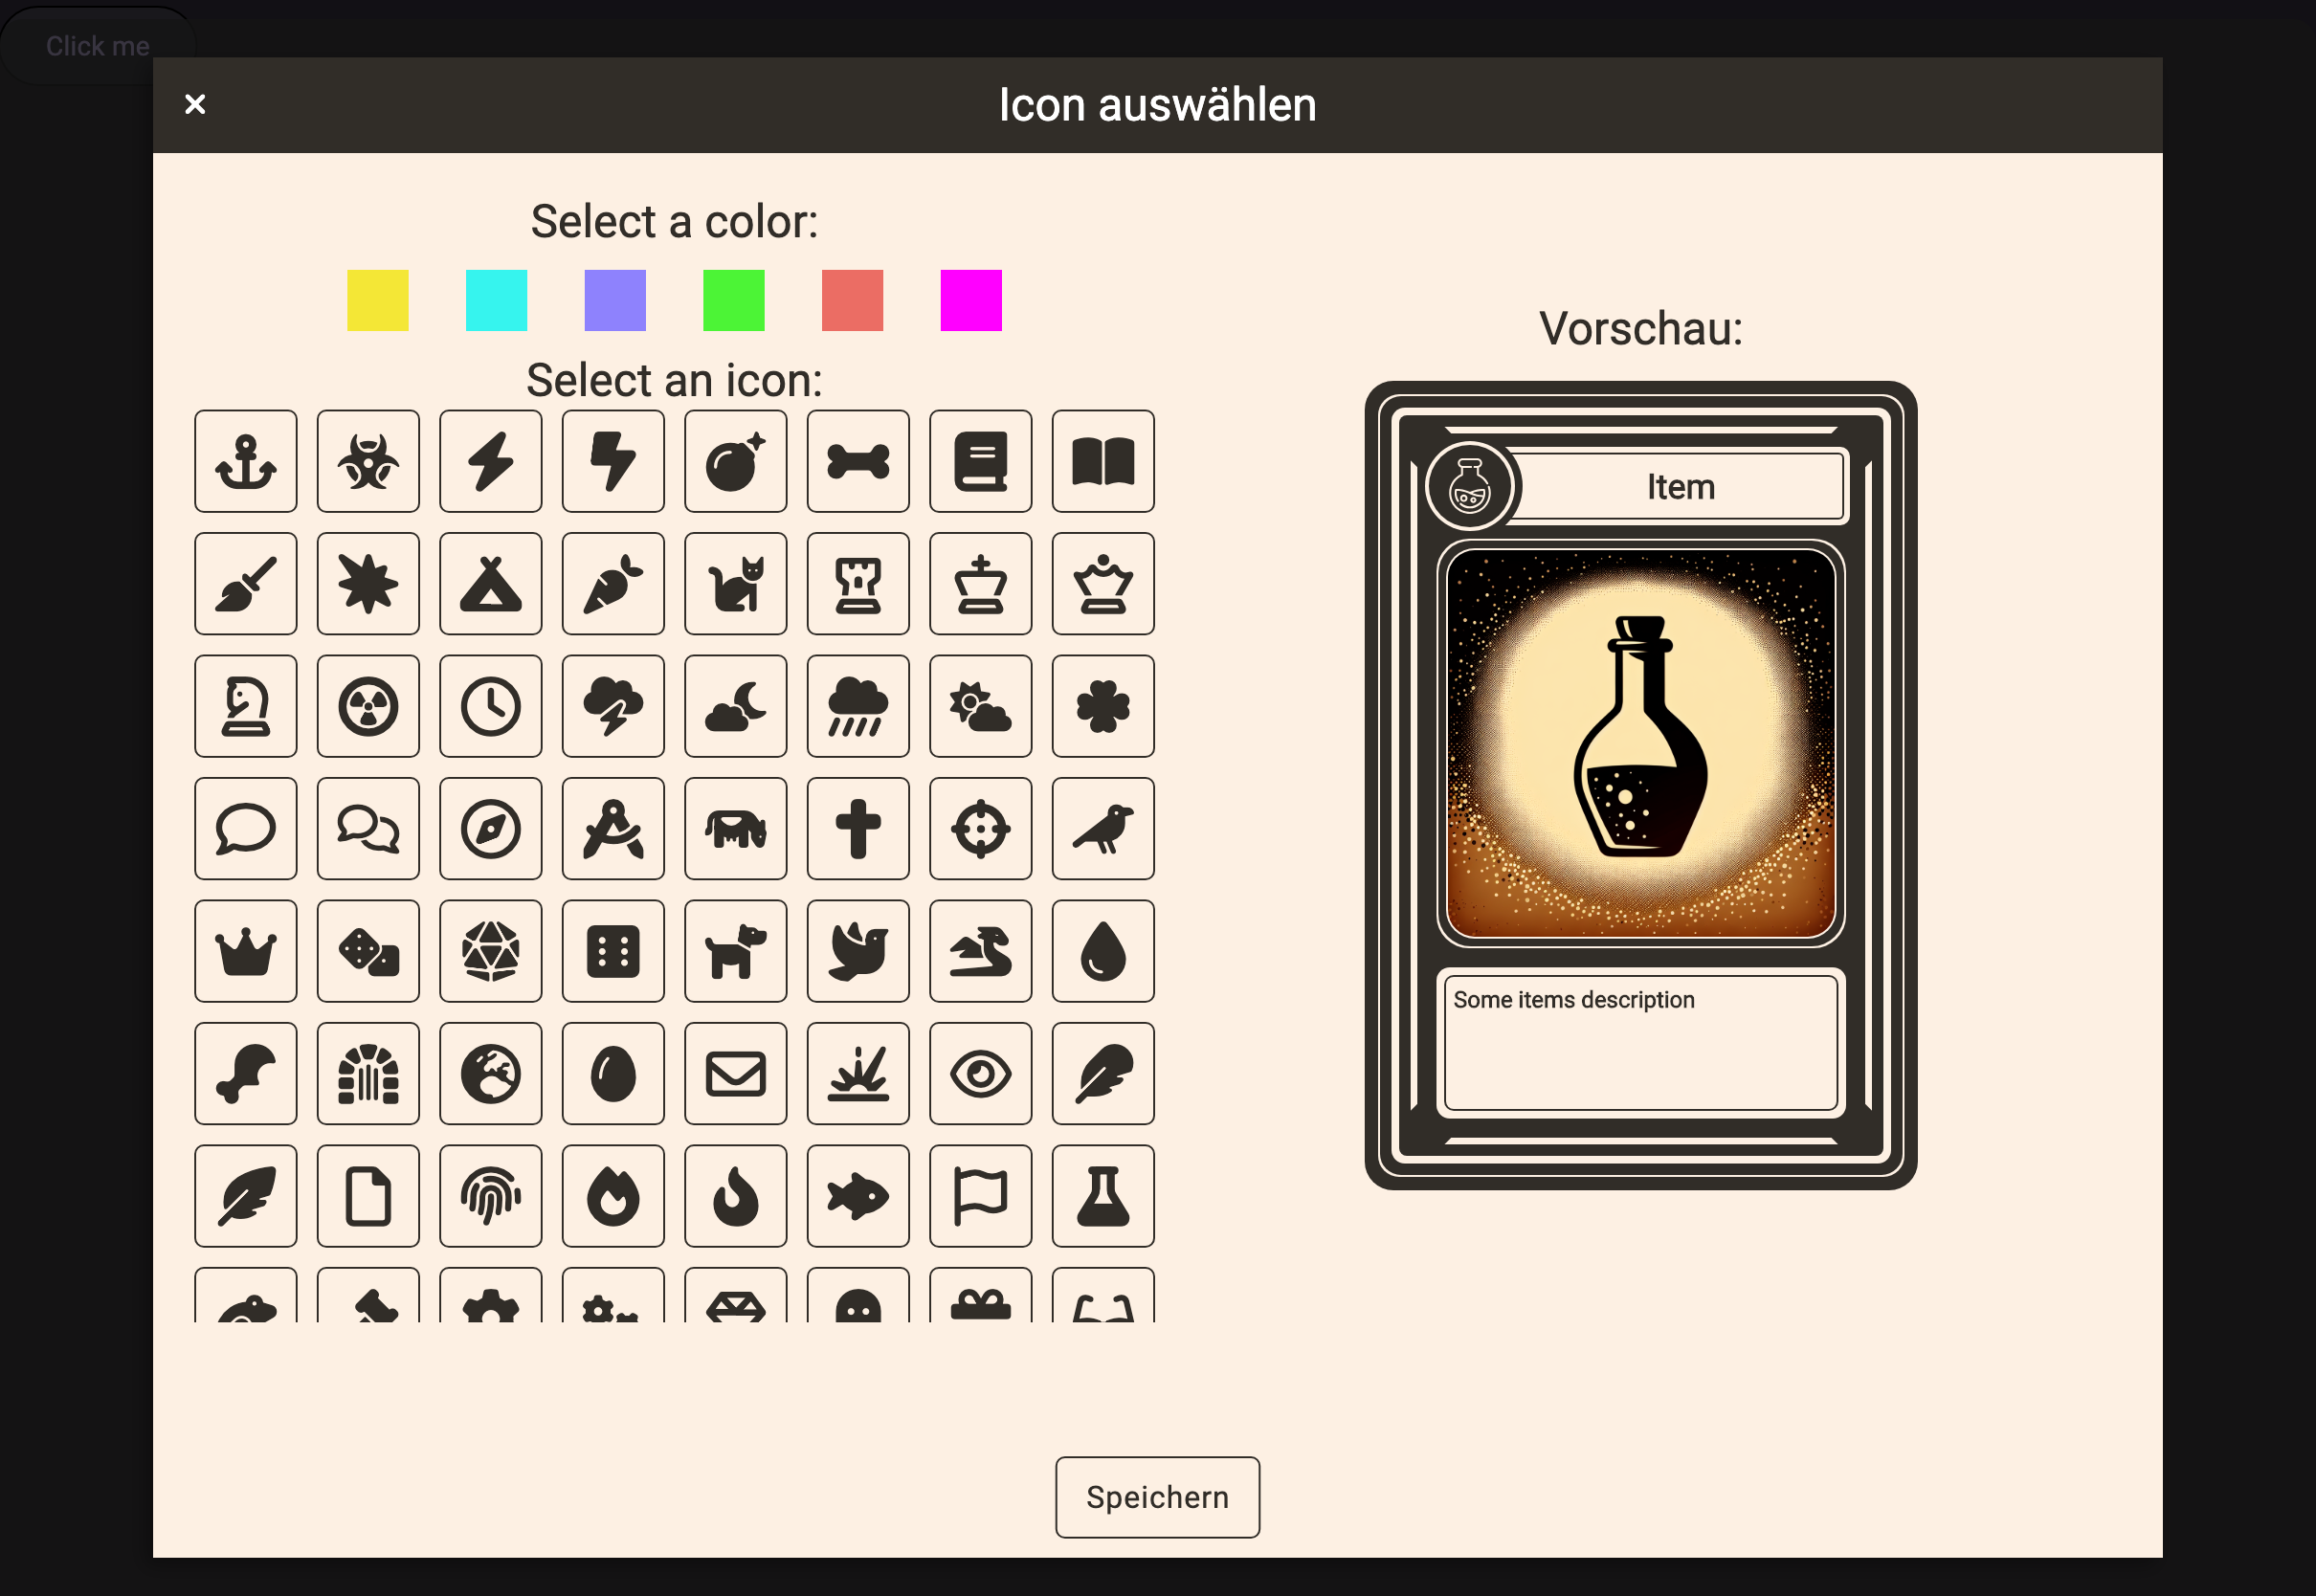 Click me
Icon auswählen
Select a color:
Select an icon:
Vorschau:
Item
Some items description
Speichern